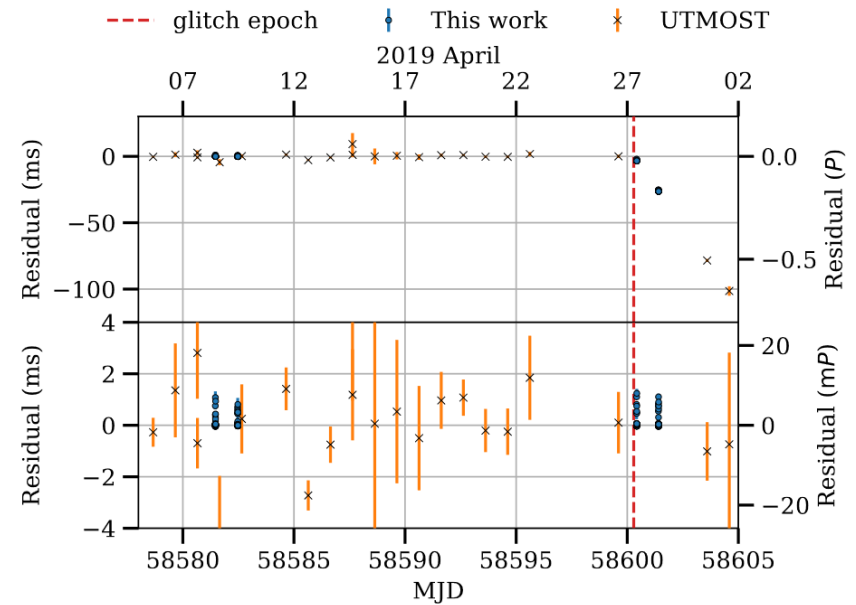 glitch epoch This work UTMOST
2019 April
07 12 17 22 27 02
Residual (ms)
0
−50
−100
0.0
−0.5
Residual (P)
Residual (ms)
4
2
0
−2
−4
20
0
−20
Residual (mP)
58580 58585 58590 58595 58600 58605
MJD